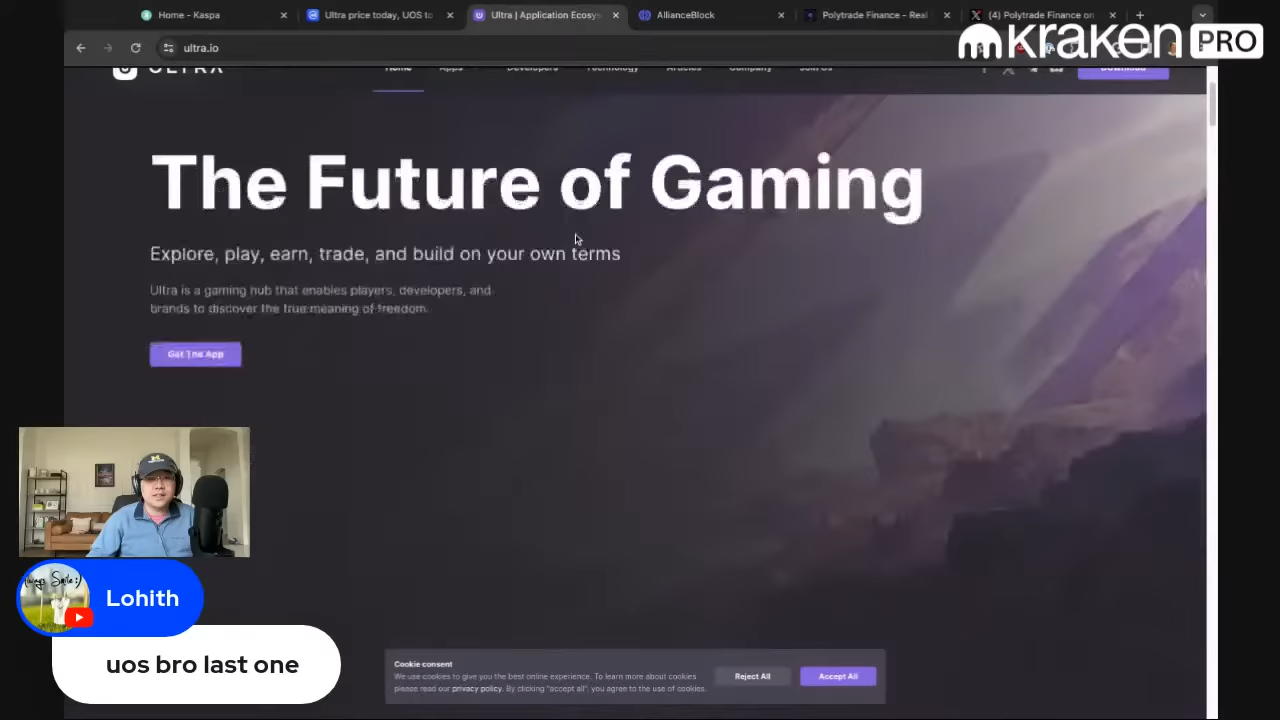 Home - Kaspa
Ultra price today, UOS to
Ultra | Application Ecosys
AllianceBlock
Polytrade Finance - Real
(4) Polytrade Finance on
ultra.io
kraken PRO
ULTRA
Home
Apps
Developers
Technology
Articles
Company
Join Us
Download
The Future of Gaming
Explore, play, earn, trade, and build on your own terms
Ultra is a gaming hub that enables players, developers, and
brands to discover the true meaning of freedom.
Get The App
Always Smile:)
Lohith
uos bro last one
Cookie consent
We use cookies to give you the best online experience. To learn more about cookies
please read our privacy policy. By clicking "accept all", you agree to the use of cookies.
Reject All
Accept All